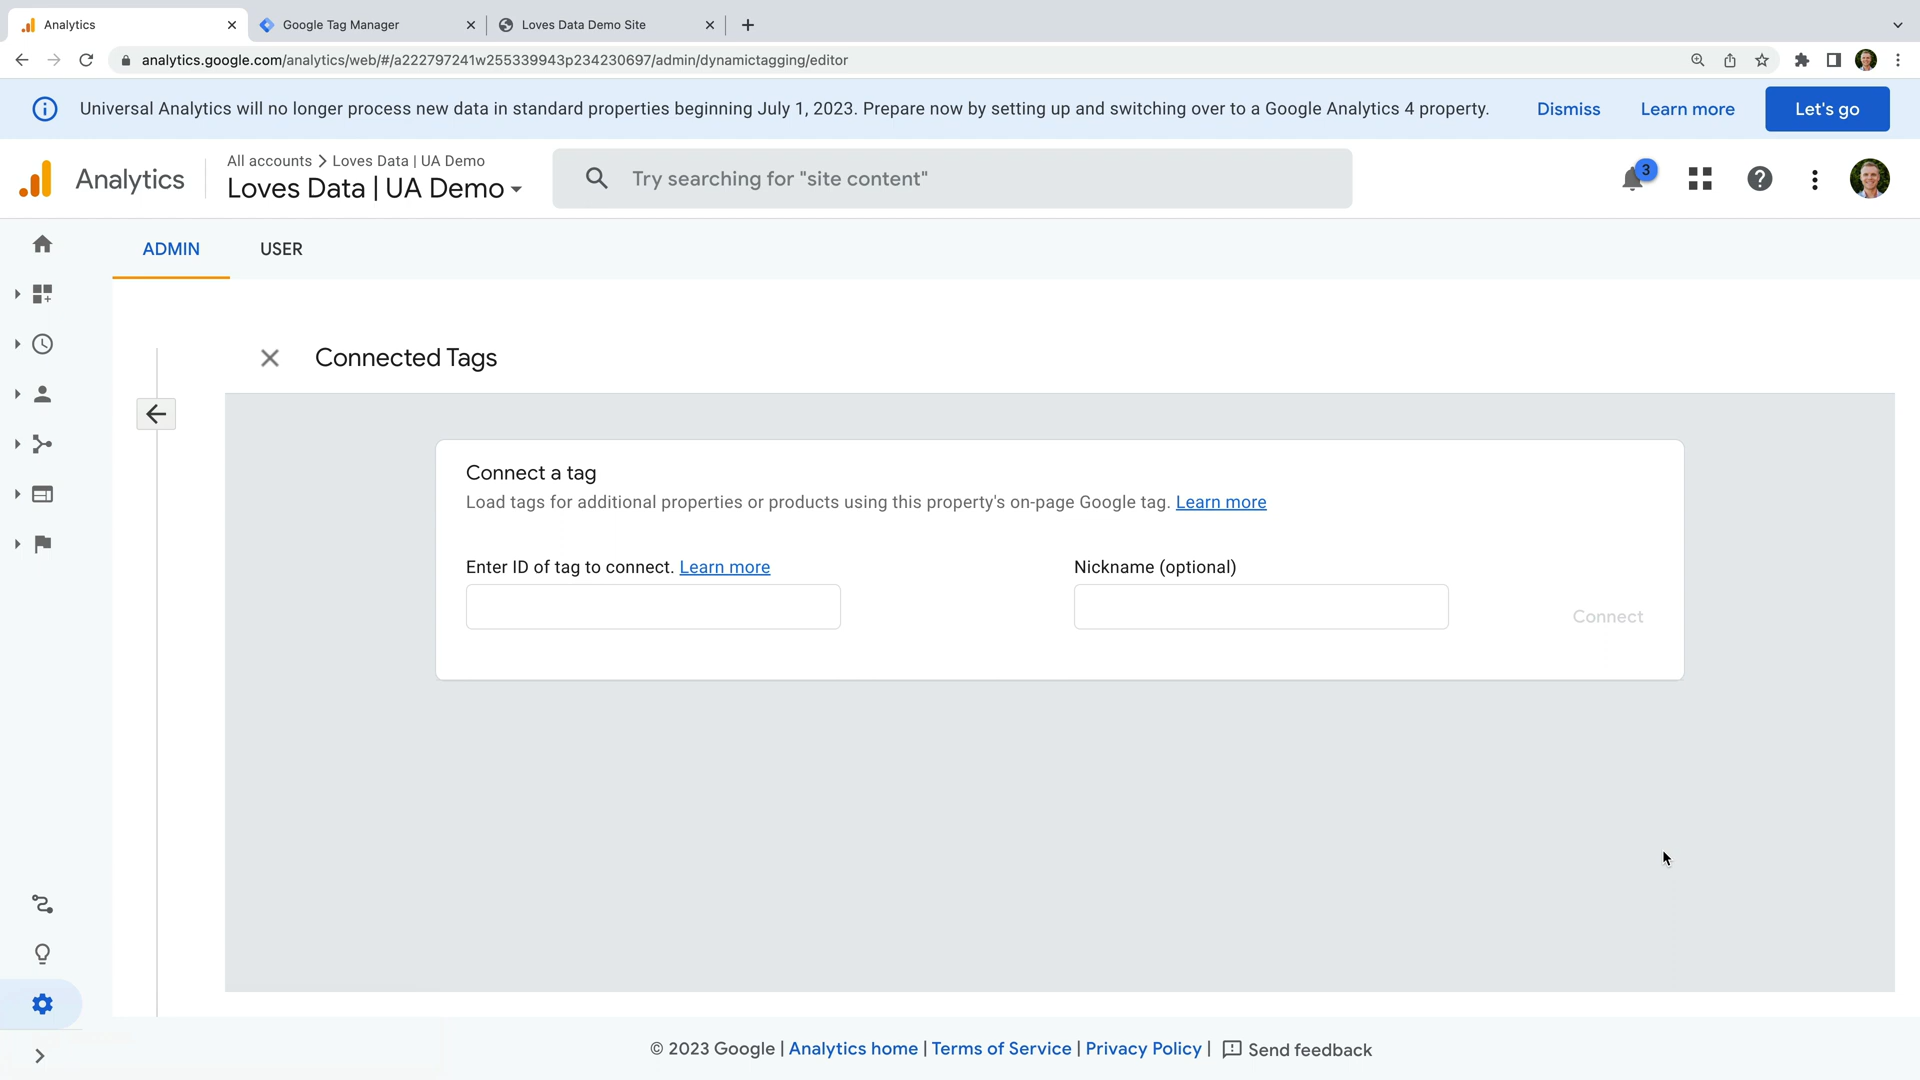 Analytics
Google Tag Manager
Loves Data Demo Site
analytics.google.com/analytics/web/#/a222797241w255339943p234230697/admin/dynamictagging/editor
Universal Analytics will no longer process new data in standard properties beginning July 1, 2023. Prepare now by setting up and switching over to a Google Analytics 4 property.
Dismiss
Learn more
Let's go
Analytics
All accounts > Loves Data | UA Demo
Loves Data | UA Demo
Try searching for "site content"
3
ADMIN
USER
Connected Tags
Connect a tag
Load tags for additional properties or products using this property's on-page Google tag. Learn more
Enter ID of tag to connect. Learn more
Nickname (optional)
Connect
© 2023 Google | Analytics home | Terms of Service | Privacy Policy | Send feedback